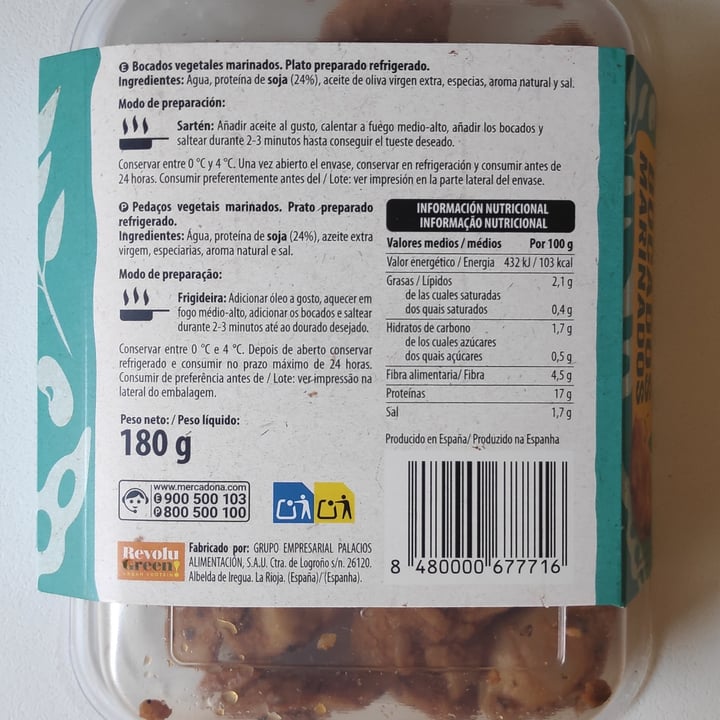 E Bocados vegetales marinados. Plato preparado refrigerado.
Ingredientes: Agua, proteína de soja (24%), aceite de oliva virgen extra, especias, aroma natural y sal.
Modo de preparación:
Sartén: Añadir aceite al gusto, calentar a fuego medio-alto, añadir los bocados y
saltear durante 2-3 minutos hasta conseguir el tueste deseado.
Conservar entre 0 °C y 4 °C. Una vez abierto el envase, conservar en refrigeración y consumir antes de
24 horas. Consumir preferentemente antes del / Lote: ver impresión en la parte lateral del envase.
P Pedaços vegetais marinados. Prato preparado
refrigerado.
Ingredientes: Água, proteína de soja (24%), azeite extra
virgem, especiarias, aroma natural e sal.
Modo de preparação:
Frigideira: Adicionar óleo a gosto, aquecer em
fogo médio-alto, adicionar os bocados e saltear
durante 2-3 minutos até ao dourado desejado.
Conservar entre 0 °C e 4 °C. Depois de aberto conservar
refrigerado e consumir no prazo máximo de 24 horas.
Consumir de preferência antes de / Lote: ver impressão na
lateral do embalagem.
Peso neto: / Peso líquido:
180 g
www.mercadona.com
E 900 500 103
P 800 500 100
Revolu
Green
VEGAN PROTEIN
Fabricado por: GRUPO EMPRESARIAL PALACIOS
ALIMENTACIÓN, S.A.U. Ctra. de Logroño s/n. 26120.
Albelda de Iregua. La Rioja. (España)/(Espanha).
INFORMACIÓN NUTRICIONAL
INFORMAÇÃO NUTRICIONAL
Valores medios / médios Por 100 g
Valor energético / Energia 432 kJ / 103 kcal
Grasas / Lípidos 2,1 g
de las cuales saturadas
dos quais saturados 0,4 g
Hidratos de carbono 1,7 g
de los cuales azúcares
dos quais açúcares 0,5 g
Fibra alimentaria/ Fibra 4,5 g
Proteínas 17 g
Sal 1,7 g
Producido en España/ Produzido na Espanha
8 480000 677716
BOCADOS
MARINADOS